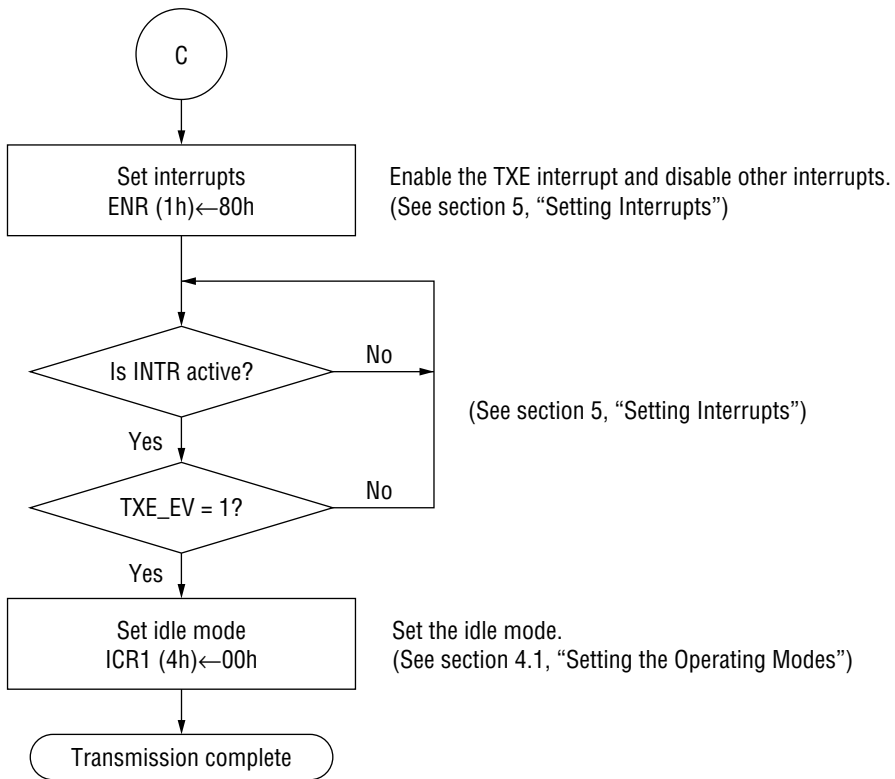 C
Set interrupts
ENR (1h)←80h
Enable the TXE interrupt and disable other interrupts.
(See section 5, “Setting Interrupts”)
Is INTR active?
No
(See section 5, “Setting Interrupts”)
Yes
TXE_EV = 1?
No
Yes
Set idle mode
ICR1 (4h)←00h
Set the idle mode.
(See section 4.1, “Setting the Operating Modes”)
Transmission complete